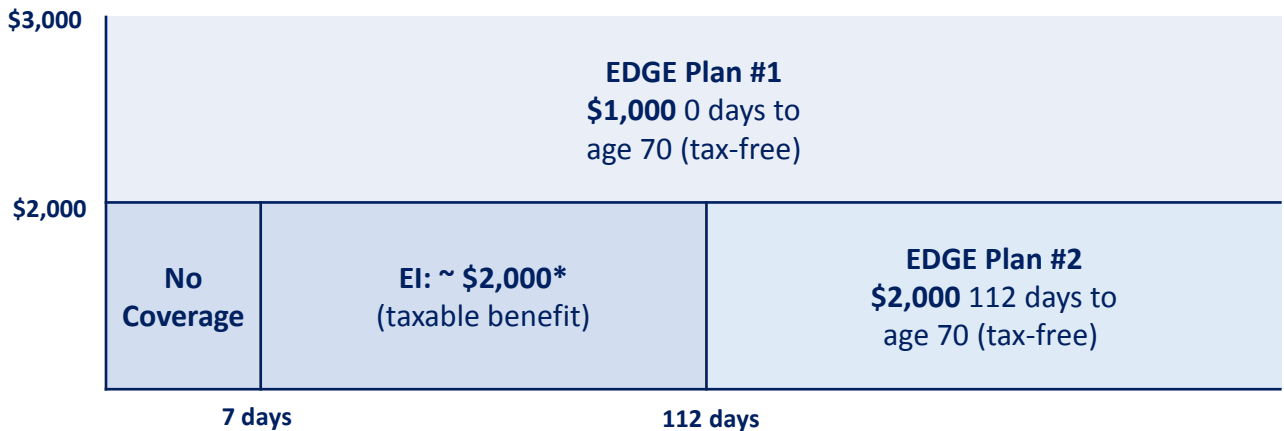 $3,000
EDGE Plan #1
$1,000 0 days to
age 70 (tax-free)
$2,000
No
Coverage
EI: ~ $2,000*
(taxable benefit)
EDGE Plan #2
$2,000 112 days to
age 70 (tax-free)
7 days
112 days